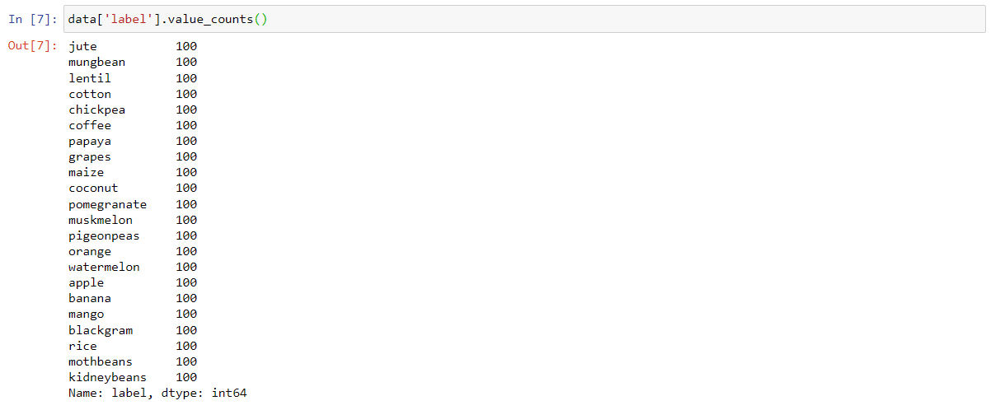 In [7]: data['label'].value_counts()
Out[7]: jute 100
mungbean 100
lentil 100
cotton 100
chickpea 100
coffee 100
papaya 100
grapes 100
maize 100
coconut 100
pomegranate 100
muskmelon 100
pigeonpeas 100
orange 100
watermelon 100
apple 100
banana 100
mango 100
blackgram 100
rice 100
mothbeans 100
kidneybeans 100
Name: label, dtype: int64